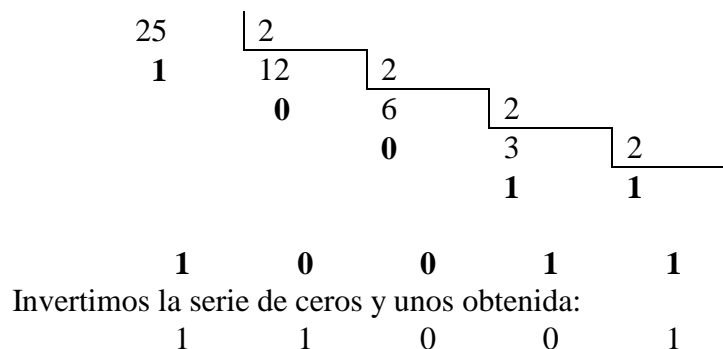 25 2
1 12 2
0 6 2
0 3 2
1 1
1 0 0 1 1
Invertimos la serie de ceros y unos obtenida:
1 1 0 0 1